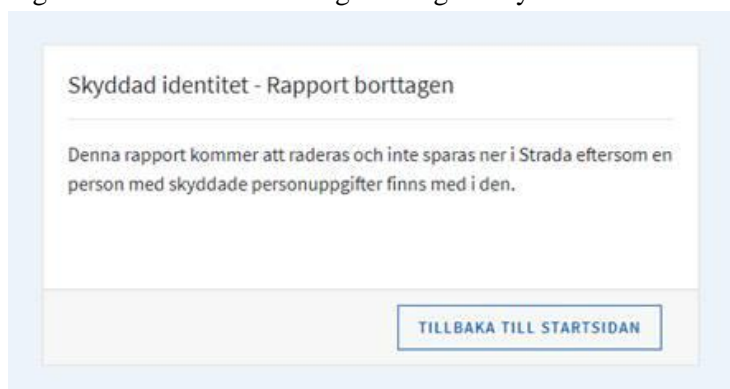 Skyddad identitet - Rapport borttagen
Denna rapport kommer att raderas och inte sparas ner i Strada eftersom en
person med skyddade personuppgifter finns med i den.
TILLBAKA TILL STARTSIDAN